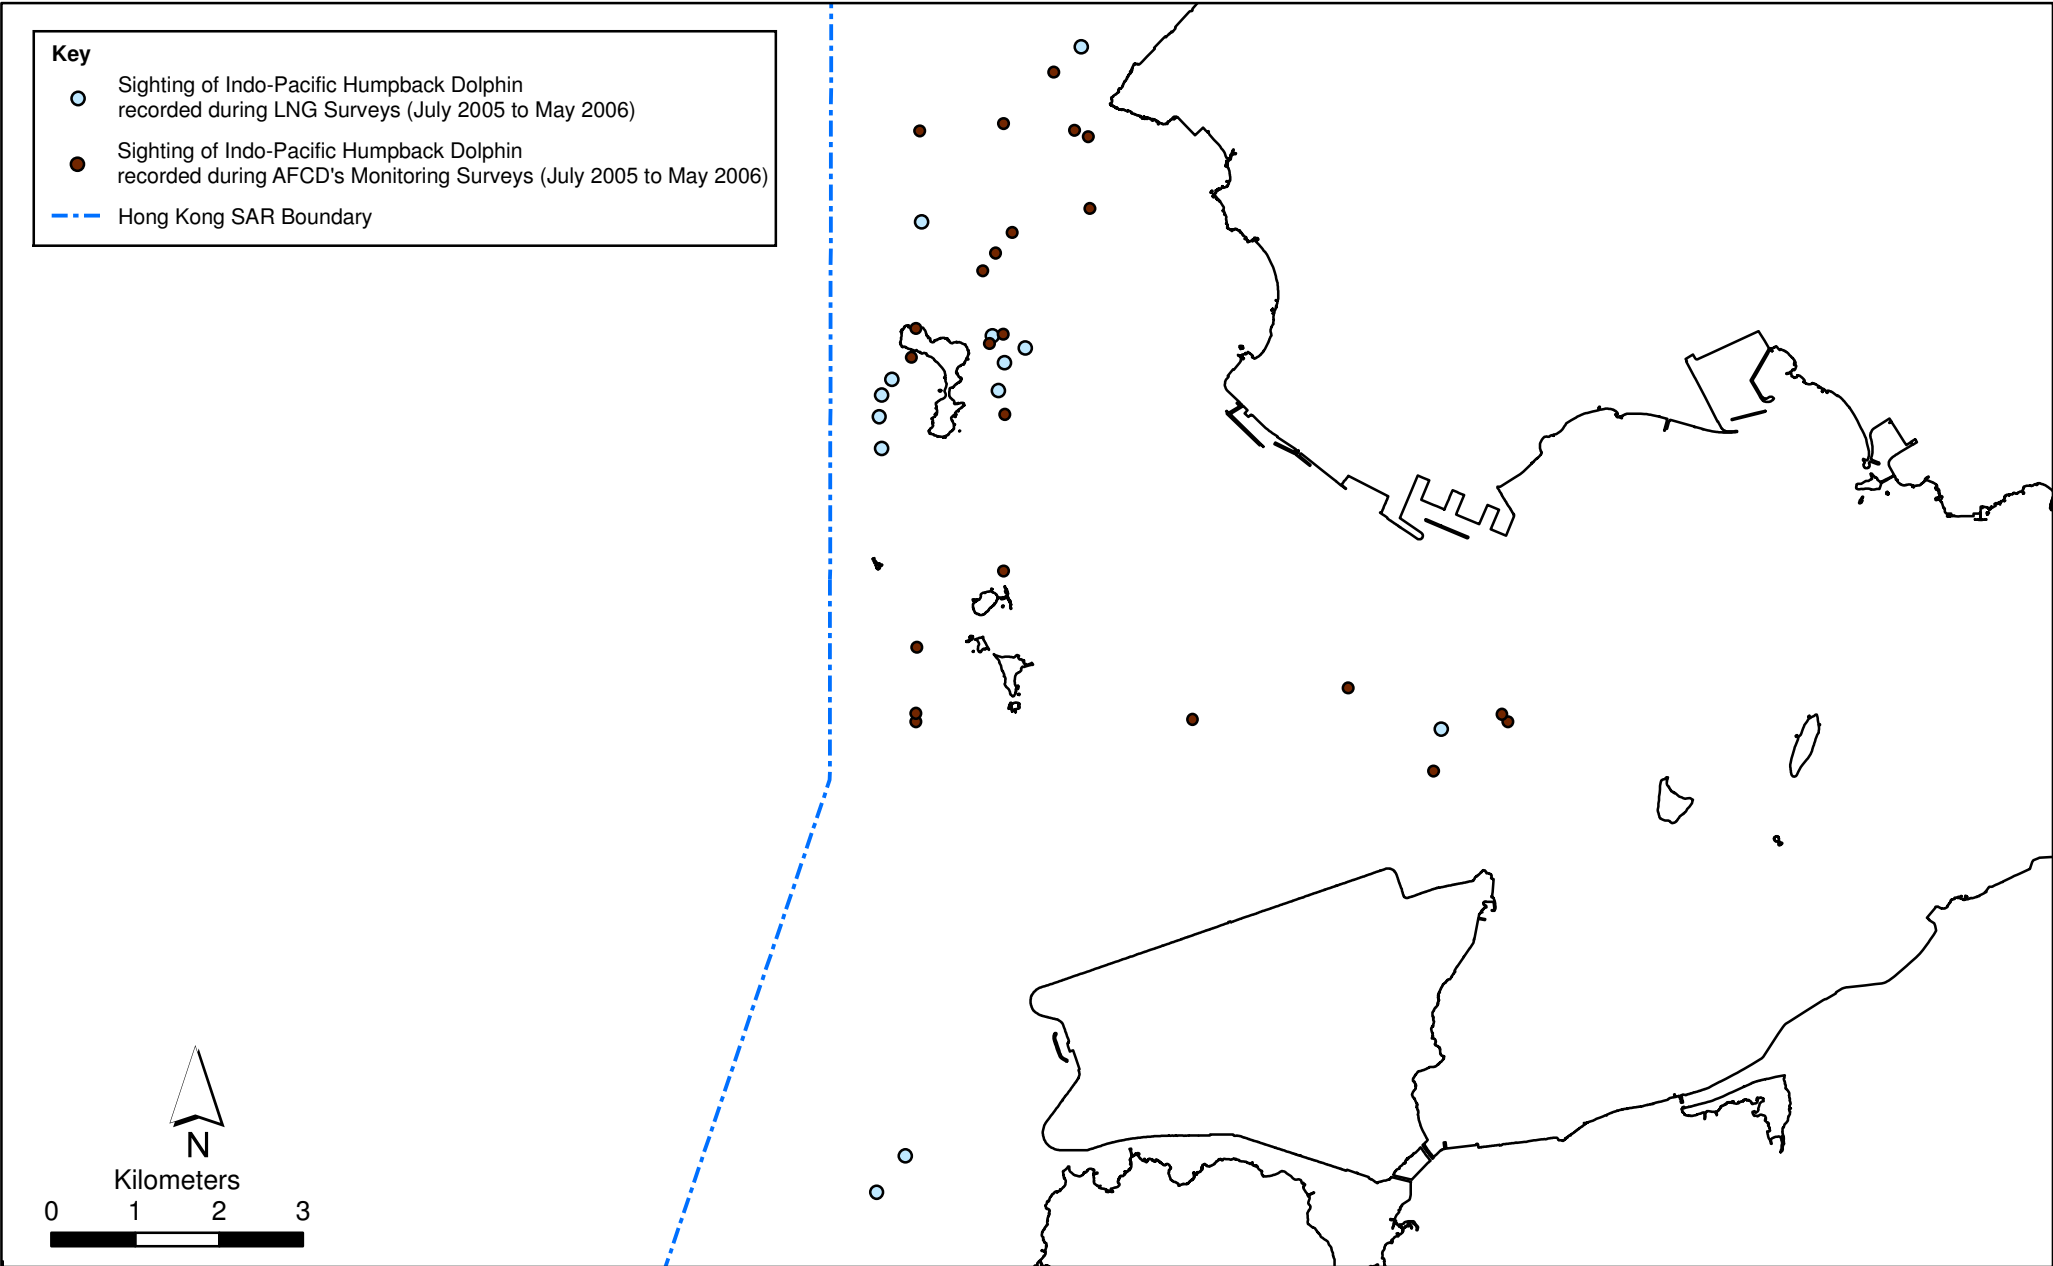 Key
Sighting of Indo-Pacific Humpback Dolphin
recorded during LNG Surveys (July 2005 to May 2006)
Sighting of Indo-Pacific Humpback Dolphin
recorded during AFCD's Monitoring Surveys (July 2005 to May 2006)
Hong Kong SAR Boundary
N
Kilometers
0 1 2 3